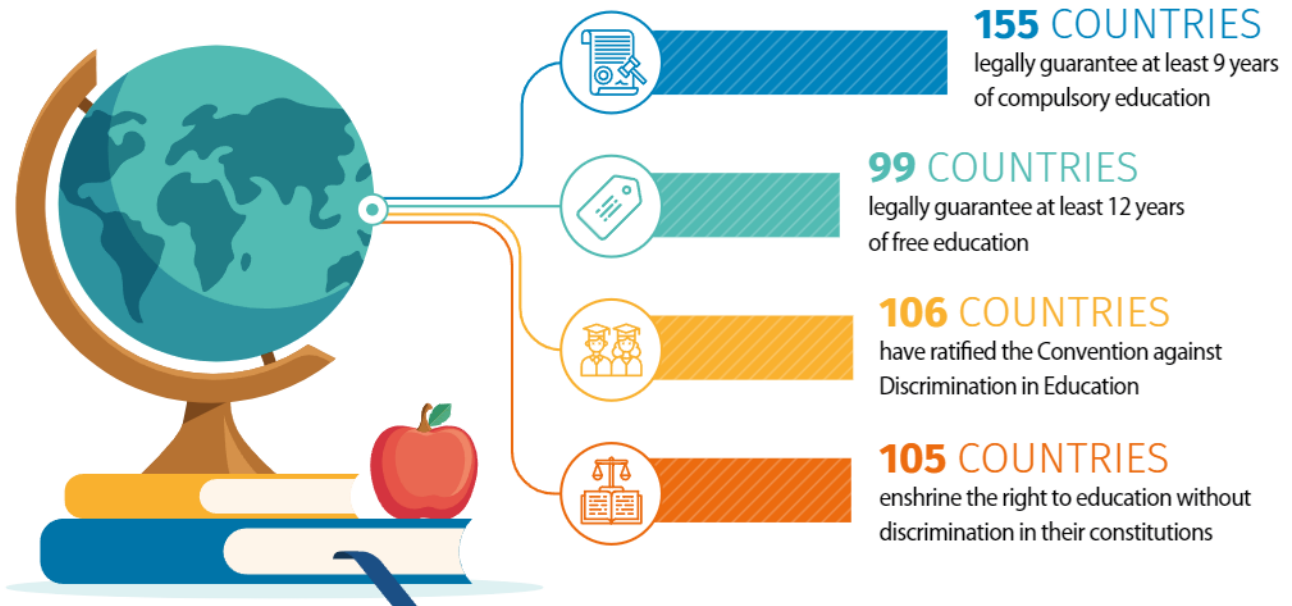 155 COUNTRIES
legally guarantee at least 9 years
of compulsory education
99 COUNTRIES
legally guarantee at least 12 years
of free education
106 COUNTRIES
have ratified the Convention against
Discrimination in Education
105 COUNTRIES
enshrine the right to education without
discrimination in their constitutions